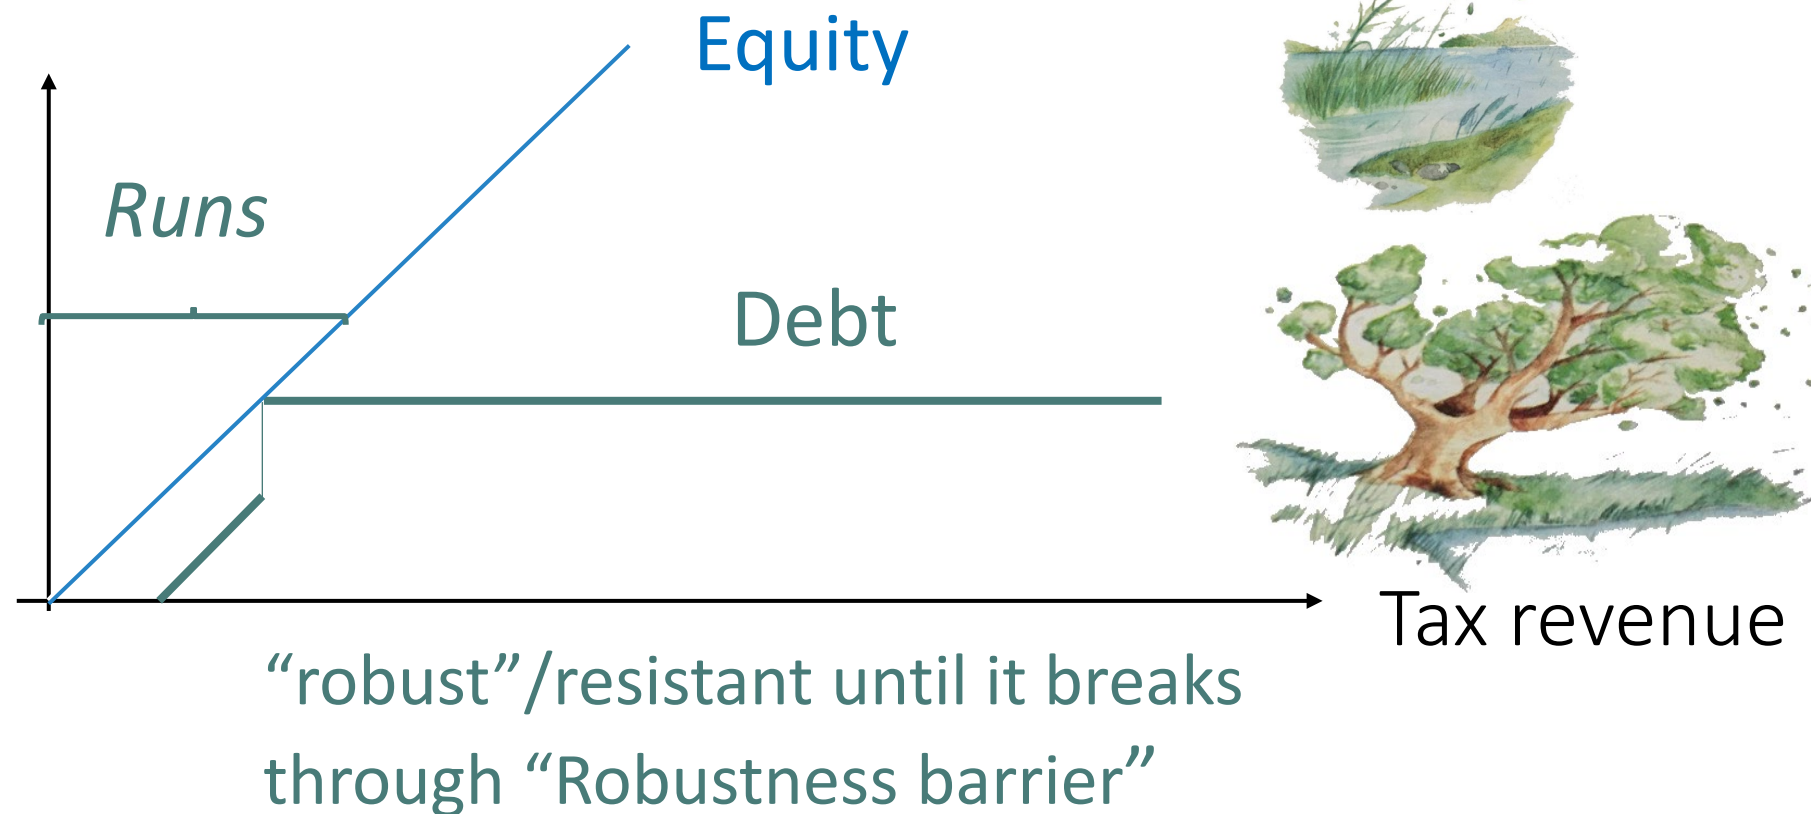 Equity
Runs
Debt
Tax revenue
“robust”/resistant until it breaks
through “Robustness barrier”